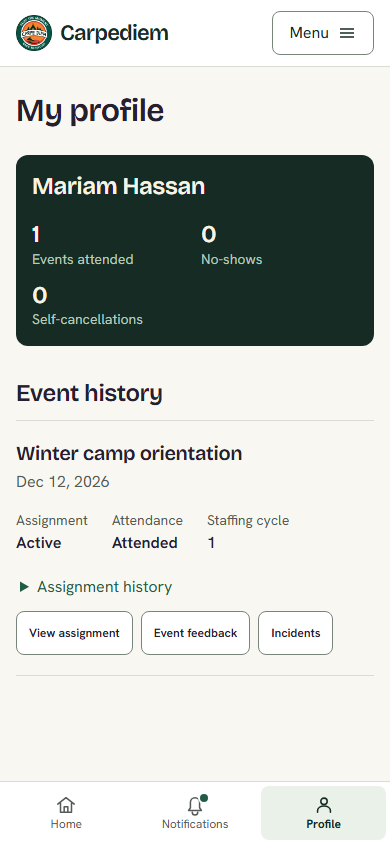 Carpediem
Menu
My profile
Mariam Hassan
1
Events attended
0
No-shows
0
Self-cancellations
Event history
Winter camp orientation
Dec 12, 2026
Assignment Attendance Staffing cycle
Active Attended 1
Assignment history
View assignment Event feedback Incidents
Home Notifications Profile